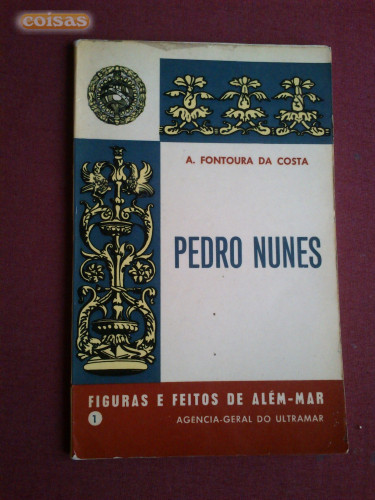 coisas
A. FONTOURA DA COSTA
PEDRO NUNES
FIGURAS E FEITOS DE ALÉM-MAR
1
AGENCIA-GERAL DO ULTRAMAR